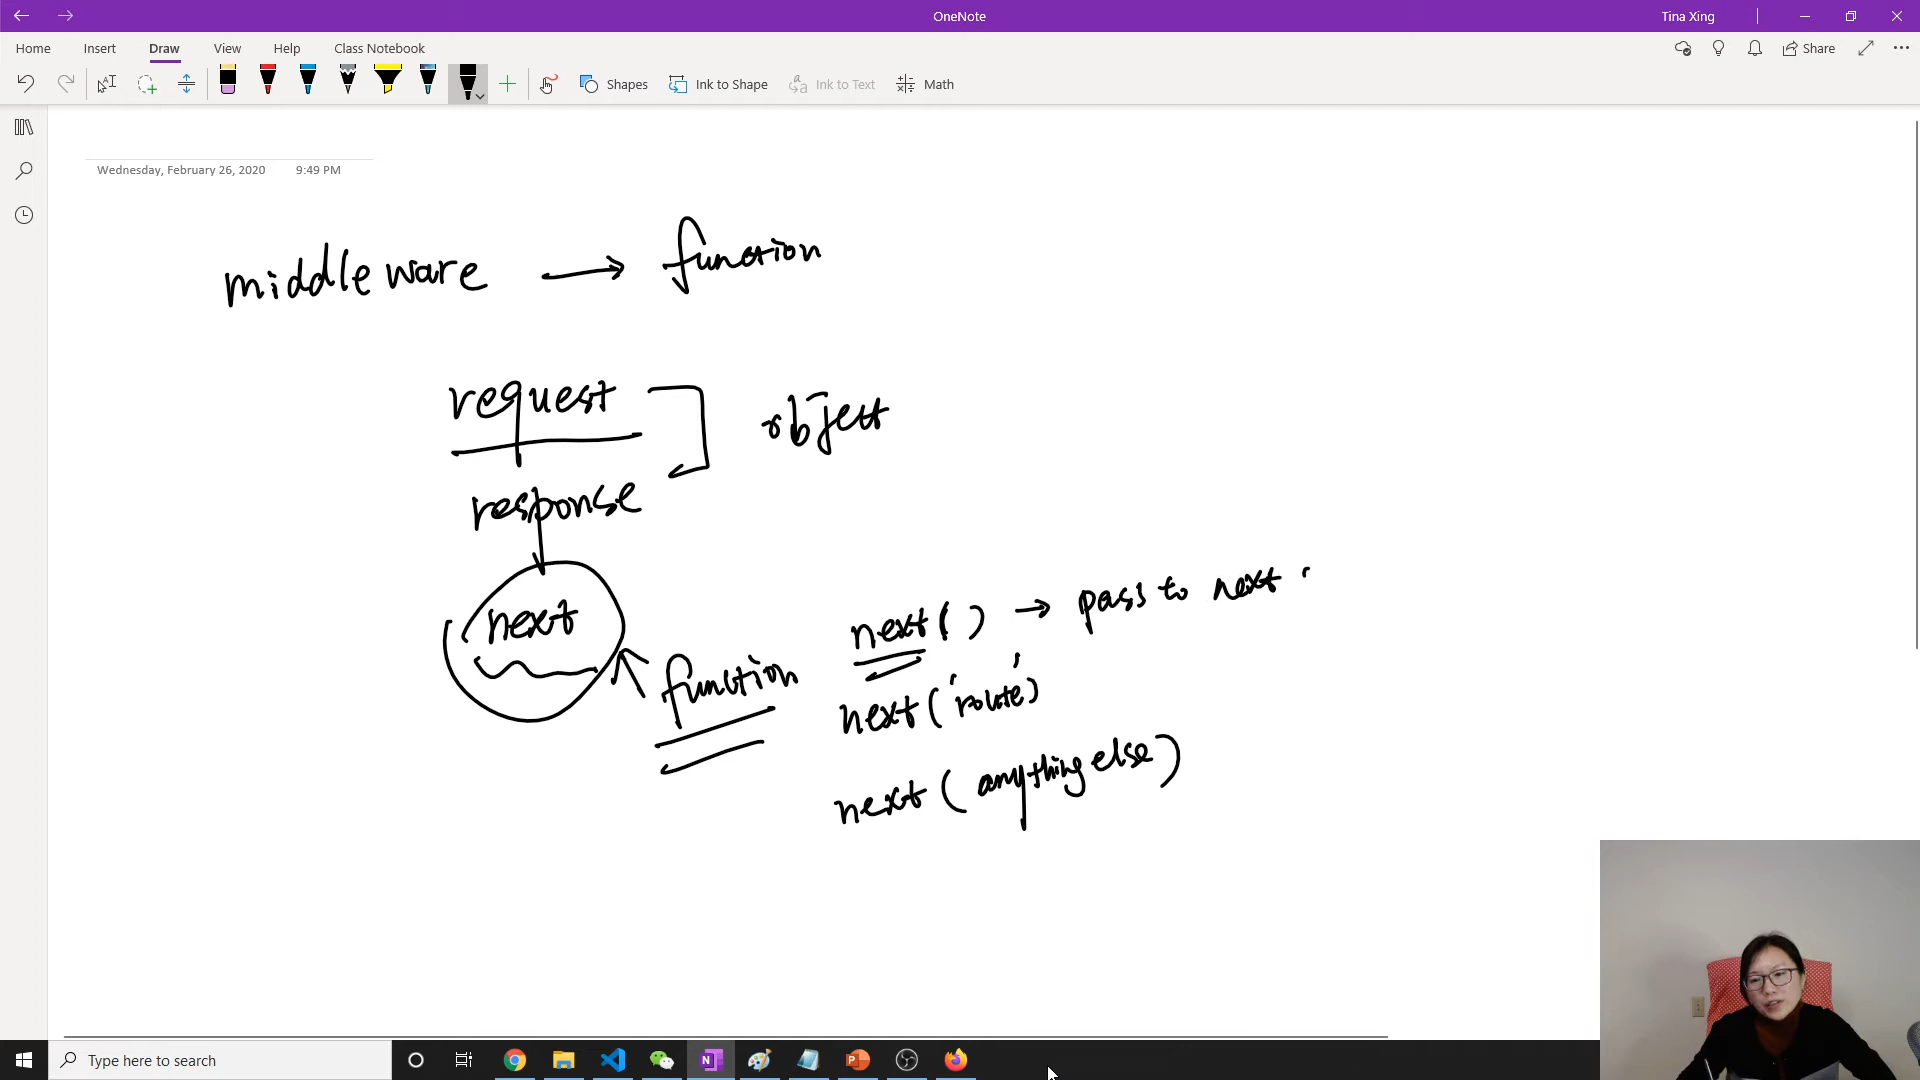 OneNote
Tina Xing
Home Insert Draw View Help Class Notebook
Share
Shapes Ink to Shape Ink to Text Math
Wednesday, February 26, 2020 9:49 PM
middleware → function
request
object
response
next
next() → pass to next
function
next('route')
next(anything else)
Type here to search